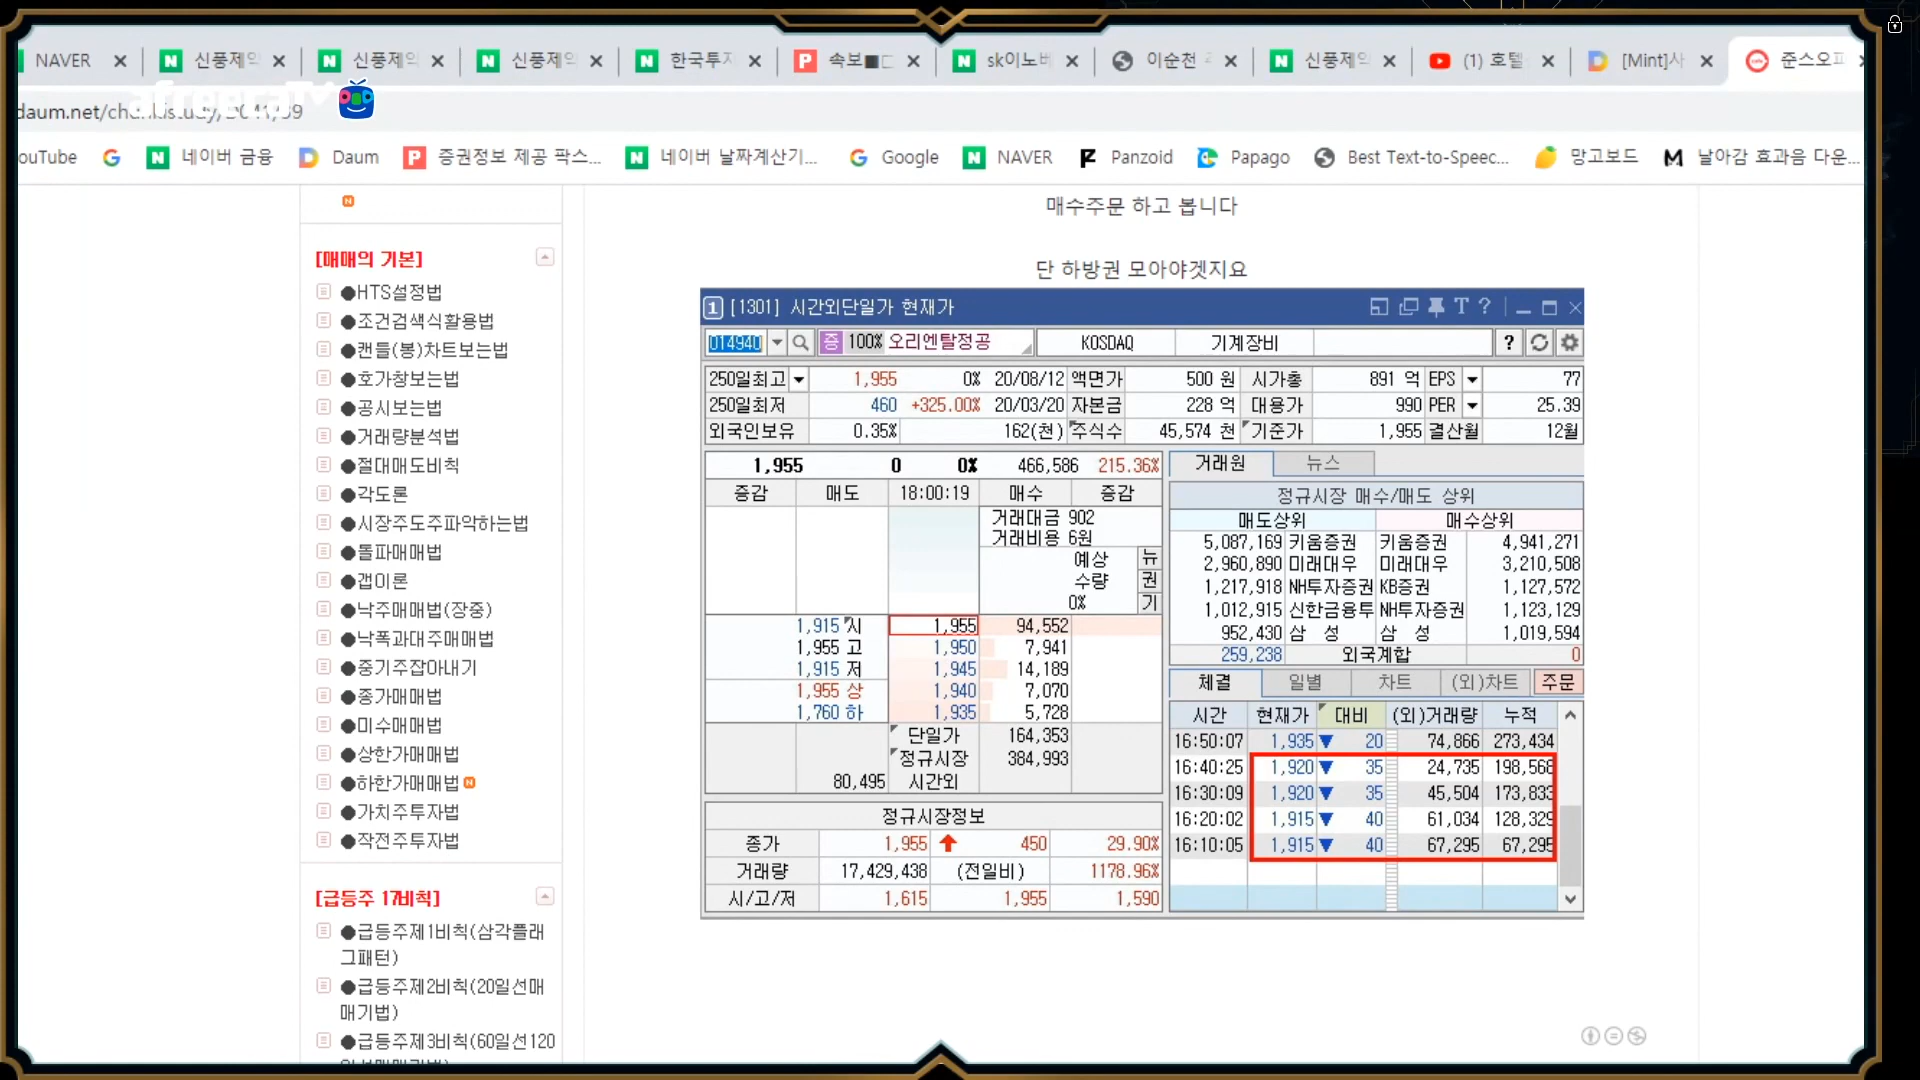 NAVER
신풍제약
신풍제
신풍제
한국투자
속보■□
sk이노베
이순천
신풍제
(1) 호텔
[Mint]사
준스오피
afreecaTV
daum.net/
ouTube
네이버 금융
Daum
증권정보 제공 팍스...
네이버 날짜계산기...
Google
NAVER
Panzoid
Papago
Best Text-to-Speec...
망고보드
날아감 효과음 다운...
매수주문 하고 봅니다
단 하방권 모아야겟지요
[매매의 기본]
●HTS설정법
●조건검색식활용법
●캔들(봉)차트보는법
●호가창보는법
●공시보는법
●거래량분석법
●절대매도비칙
●각도론
●시장주도주파악하는법
●돌파매매법
●갭이론
●낙주매매법(장중)
●낙폭과대주매매법
●중기주잡아내기
●종가매매법
●미수매매법
●상한가매매법
●하한가매매법
●가치주투자법
●작전주투자법
[급등주 17비칙]
●급등주제1비칙(삼각플래
그패턴)
●급등주제2비칙(20일선매
매기법)
●급등주제3비칙(60일선120
1 [1301] 시간외단일가 현재가
014940 증 100% 오리엔탈정공 KOSDAQ 기계장비
250일최고 1,955 0% 20/08/12 액면가 500 원 시가총 891 억 EPS 77
250일최저 460 +325.00% 20/03/20 자본금 228 억 대용가 990 PER 25.39
외국인보유 0.35% 162(천) 주식수 45,574 천 기준가 1,955 결산월 12월
1,955 0 0% 466,586 215.36%
증감 매도 18:00:19 매수 증감
거래대금 902
거래비용 6원
예상 뉴
수량 권
0% 기
1,915 시 1,955 94,552
1,955 고 1,950 7,941
1,915 저 1,945 14,189
1,955 상 1,940 7,070
1,760 하 1,935 5,728
단일가 164,353
정규시장 384,993
80,495 시간외
정규시장정보
종가 1,955 450 29.90%
거래량 17,429,438 (전일비) 1178.96%
시/고/저 1,615 1,955 1,590
거래원 뉴스
정규시장 매수/매도 상위
매도상위 매수상위
5,087,169 키움증권 키움증권 4,941,271
2,960,890 미래대우 미래대우 3,210,508
1,217,918 NH투자증권 KB증권 1,127,572
1,012,915 신한금융투 NH투자증권 1,123,129
952,430 삼 성 삼 성 1,019,594
259,238 외국계합 0
체결 일별 차트 (외)차트 주문
시간 현재가 대비 (외)거래량 누적
16:50:07 1,935 ▼ 20 74,866 273,434
16:40:25 1,920 ▼ 35 24,735 198,568
16:30:09 1,920 ▼ 35 45,504 173,833
16:20:02 1,915 ▼ 40 61,034 128,329
16:10:05 1,915 ▼ 40 67,295 67,295